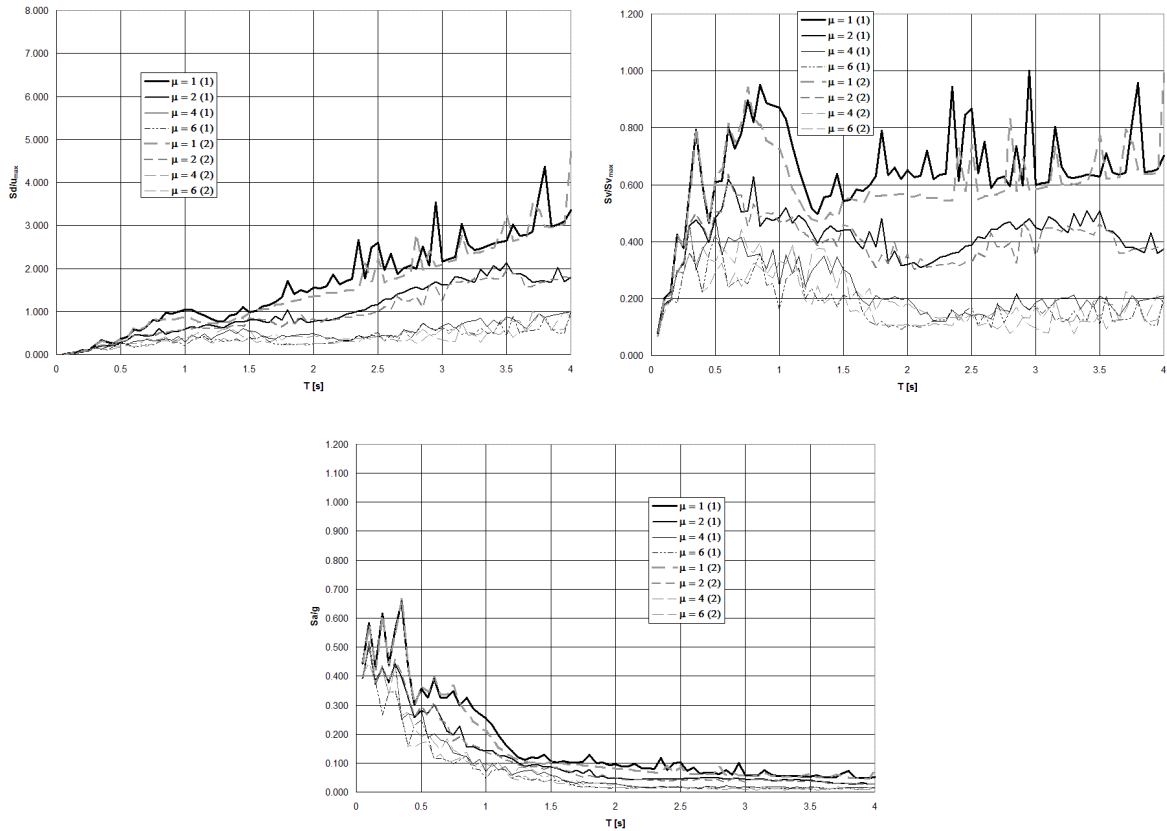 8.000
7.000
6.000
5.000
4.000
3.000
2.000
1.000
0.000
Sd/u_max
μ = 1 (1)
μ = 2 (1)
μ = 4 (1)
μ = 6 (1)
μ = 1 (2)
μ = 2 (2)
μ = 4 (2)
μ = 6 (2)
0 0.5 1 1.5 2 2.5 3 3.5 4
T [s]
1.200
1.000
0.800
0.600
0.400
0.200
0.000
Sv/Sv_max
μ = 1 (1)
μ = 2 (1)
μ = 4 (1)
μ = 6 (1)
μ = 1 (2)
μ = 2 (2)
μ = 4 (2)
μ = 6 (2)
0 0.5 1 1.5 2 2.5 3 3.5 4
T [s]
1.200
1.100
1.000
0.900
0.800
0.700
0.600
0.500
0.400
0.300
0.200
0.100
0.000
Sa/g
μ = 1 (1)
μ = 2 (1)
μ = 4 (1)
μ = 6 (1)
μ = 1 (2)
μ = 2 (2)
μ = 4 (2)
μ = 6 (2)
0 0.5 1 1.5 2 2.5 3 3.5 4
T [s]